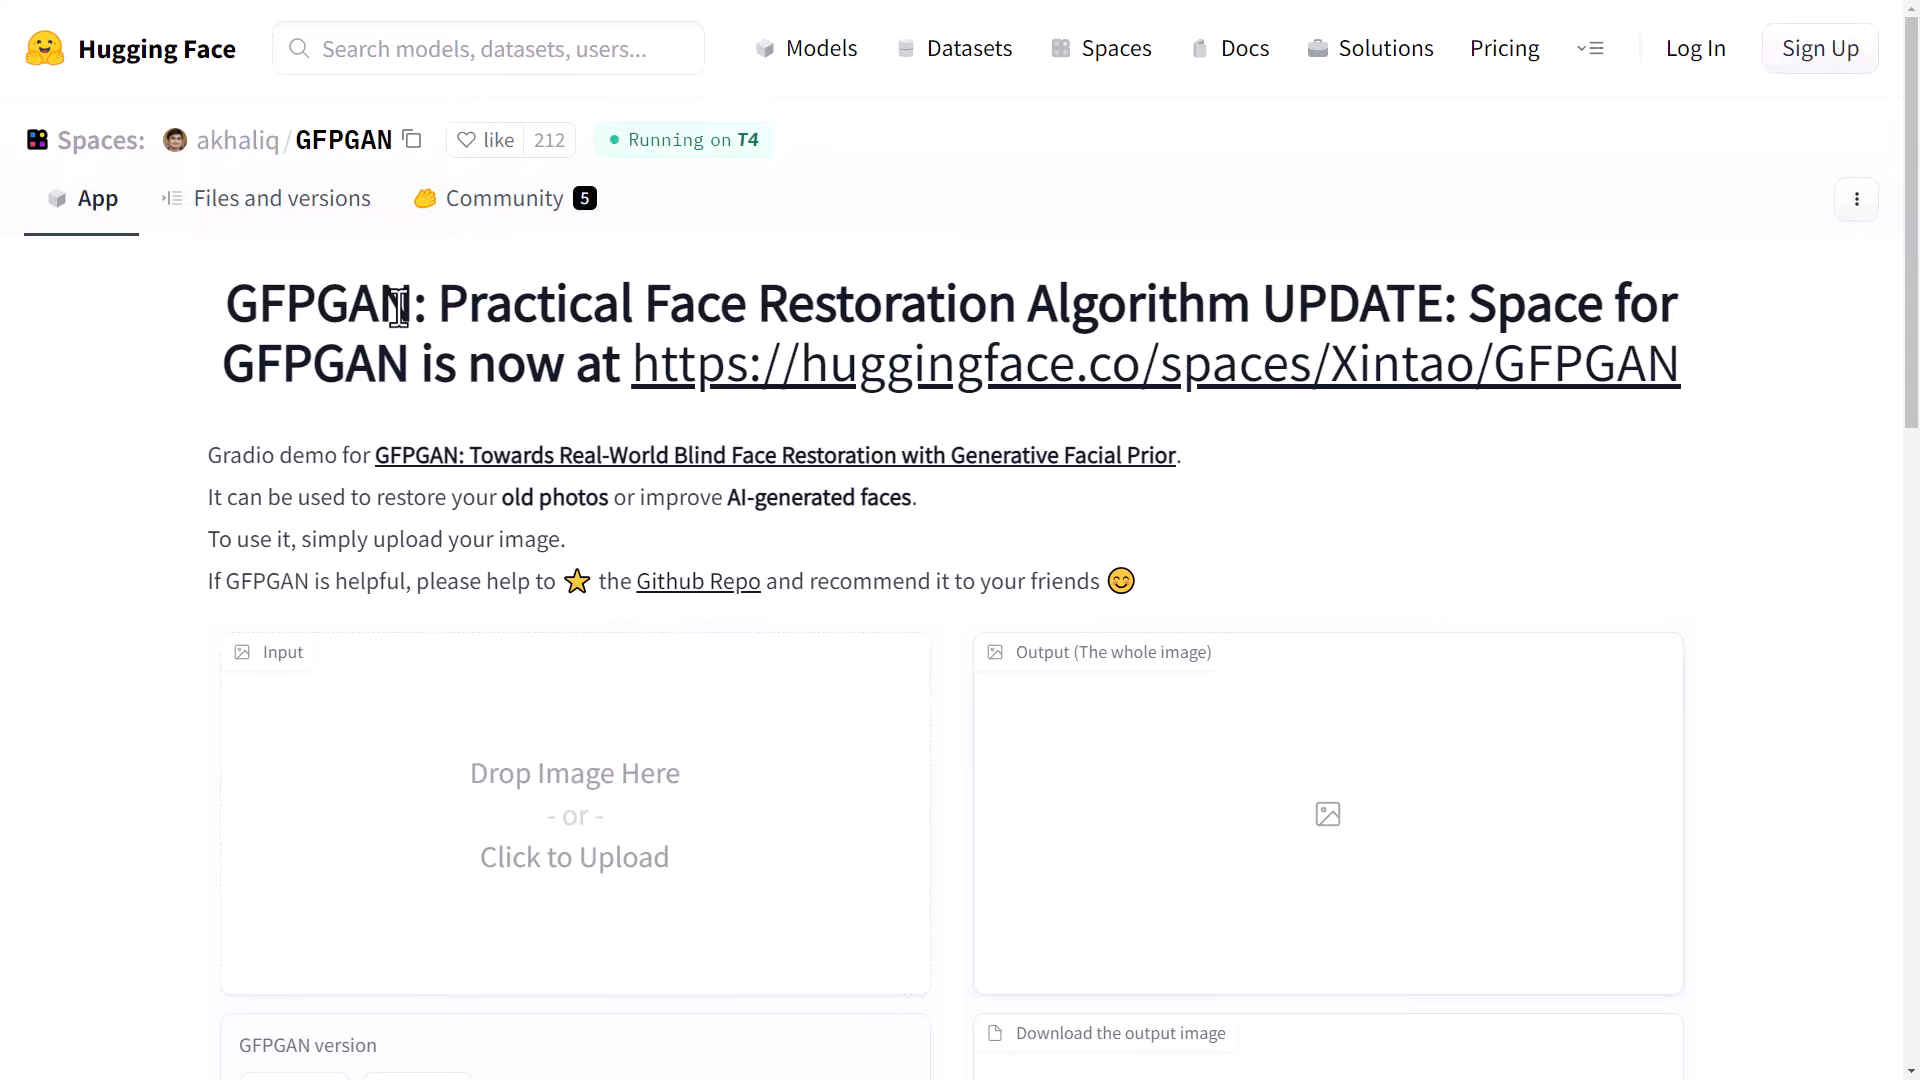 Hugging Face
Search models, datasets, users...
Models
Datasets
Spaces
Docs
Solutions
Pricing
Log In
Sign Up
Spaces:
akhaliq/GFPGAN
like
212
Running on T4
App
Files and versions
Community
5
GFPGAN: Practical Face Restoration Algorithm UPDATE: Space for
GFPGAN is now at https://huggingface.co/spaces/Xintao/GFPGAN
Gradio demo for GFPGAN: Towards Real-World Blind Face Restoration with Generative Facial Prior.
It can be used to restore your old photos or improve AI-generated faces.
To use it, simply upload your image.
If GFPGAN is helpful, please help to ⭐ the Github Repo and recommend it to your friends 😊
Input
Output (The whole image)
Drop Image Here
- or -
Click to Upload
GFPGAN version
Download the output image